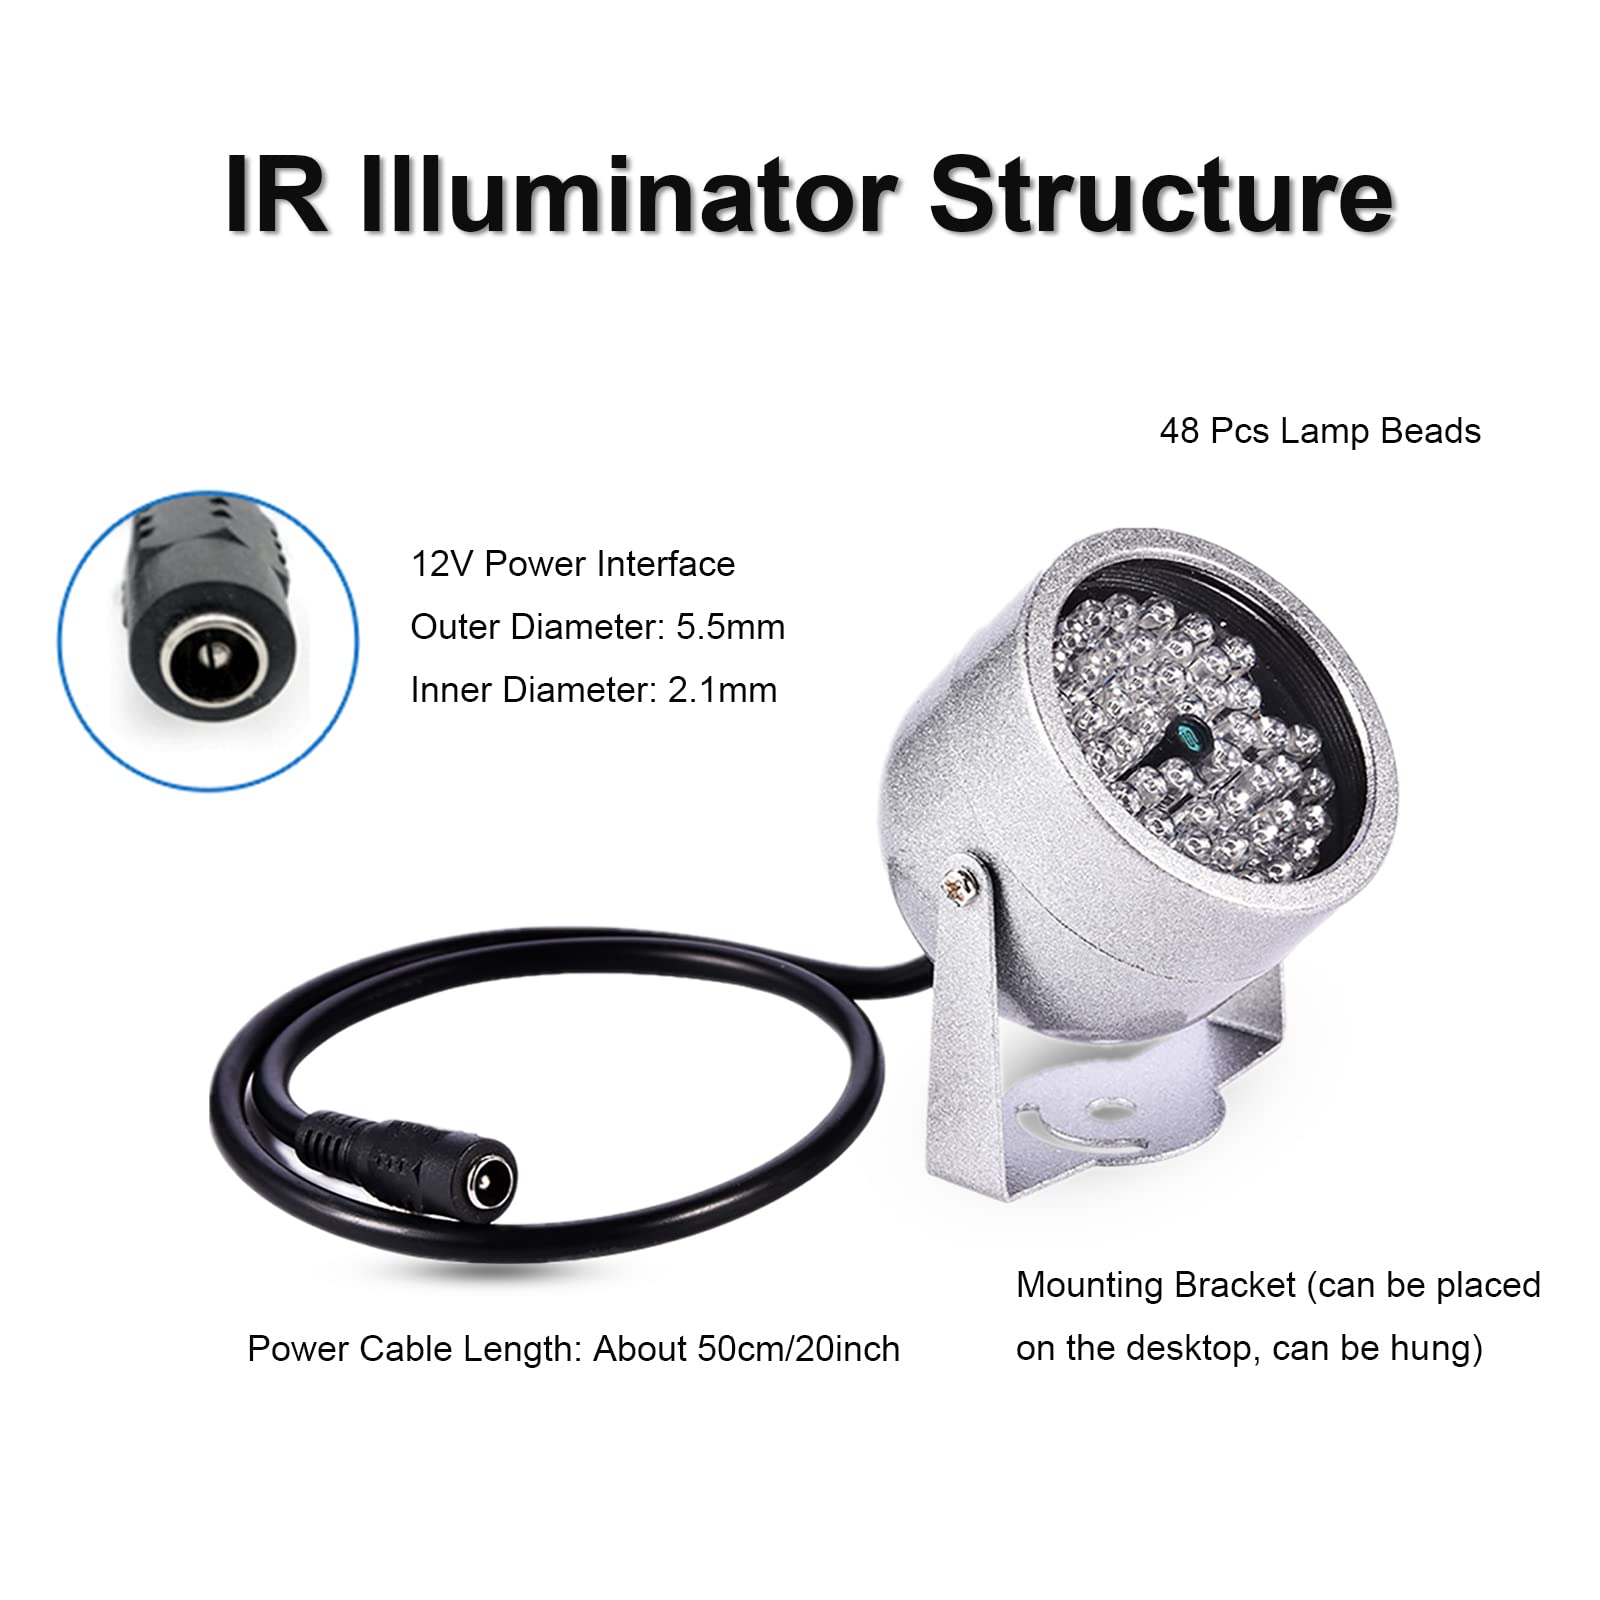 IR Illuminator Structure
48 Pcs Lamp Beads
12V Power Interface
Outer Diameter: 5.5mm
Inner Diameter: 2.1mm
Mounting Bracket (can be placed
on the desktop, can be hung)
Power Cable Length: About 50cm/20inch